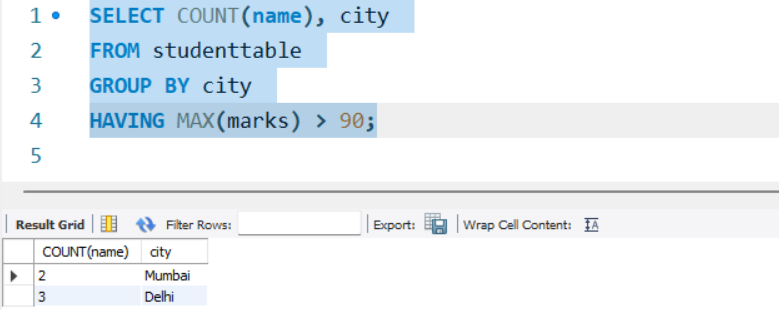 1 SELECT COUNT(name), city
2 FROM studenttable
3 GROUP BY city
4 HAVING MAX(marks) > 90;
5
Result Grid Filter Rows: Export: Wrap Cell Content: IA
COUNT(name) city
2 Mumbai
3 Delhi